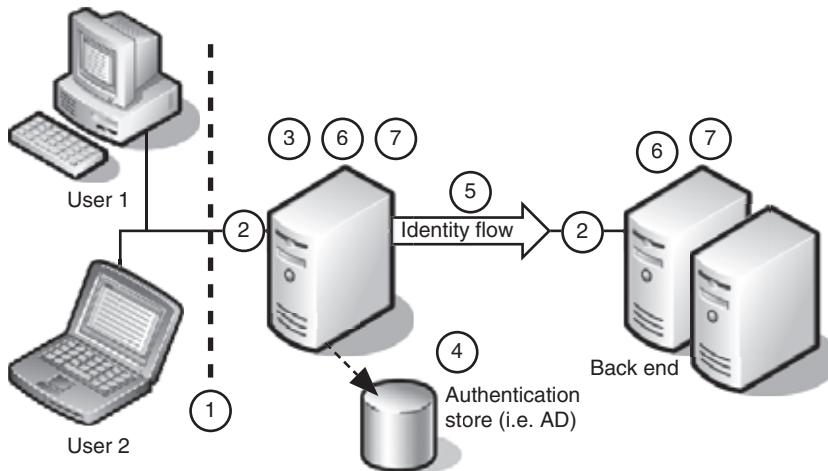 User 1
User 2
1
2
3 6 7
5
Identity flow
2
4
Authentication
store (i.e. AD)
6 7
Back end